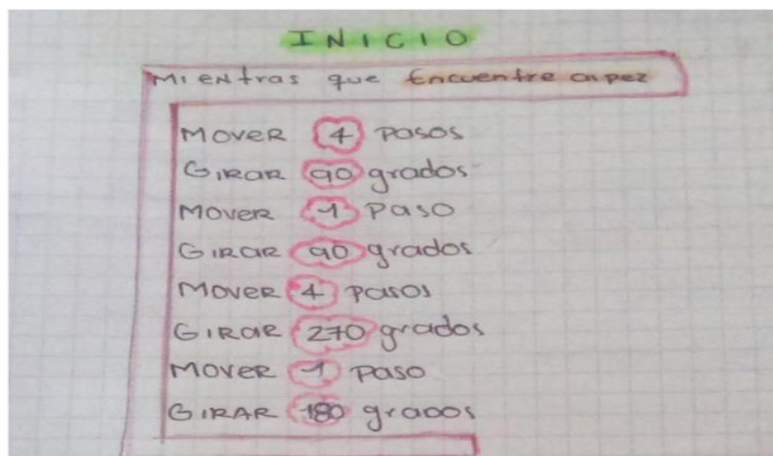 INICIO
Mientras que Encuentre al pez
MOVER 4 PASOS
GIRAR 90 grados
MOVER 1 PASO
GIRAR 90 grados
MOVER 4 PASOS
GIRAR 270 grados
MOVER 1 PASO
GIRAR 180 grados